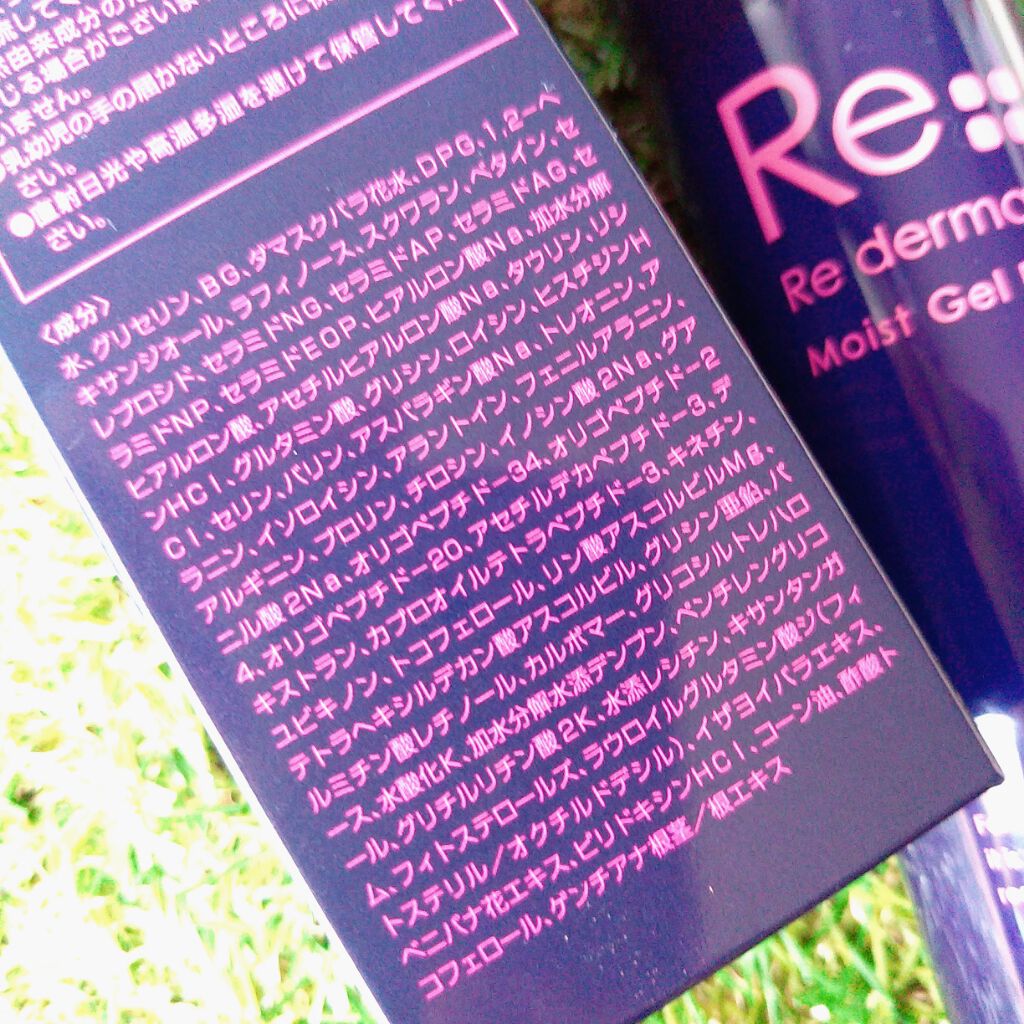 流して
来由来成分の
じる場合がございま
いません。
●乳幼児の手の届かないところに保
さい。
●直射日光や高温多湿を避けて保管してくだ
さい。
〈成分〉
水、グリセリン、BG、ダマスクバラ花水、DPG、1,2-ヘ
キサンジオール、ラフィノース、スクワラン、ベタイン、セ
レブロシド、セラミドNG、セラミドAP、セラミドAG、セ
ラミドNP、セラミドEOP、ヒアルロン酸Na、加水分解
ヒアルロン酸、アセチルヒアルロン酸Na、タウリン、リシ
ンHCl、グルタミン酸、グリシン、ロイシン、ヒスチジンH
Cl、セリン、バリン、アスパラギン酸Na、トレオニン、ア
ラニン、イソロイシン、アラントイン、フェニルアラニン、
アルギニン、プロリン、チロシン、イノシン酸2Na、グア
ニル酸2Na、オリゴペプチド-34、オリゴペプチド-2
4、オリゴペプチド-20、アセチルデカペプチド-3、デ
キストラン、カプロオイルテトラペプチド-3、キネチン、
ユビキノン、トコフェロール、リン酸アスコルビルMg、
テトラヘキシルデカン酸アスコルビル、グリシン亜鉛、パ
ルミチン酸レチノール、カルボマー、グリコシルトレハロ
ース、水酸化K、加水分解水添デンプン、ペンチレングリコ
ール、グリチルリチン酸2K、水添レシチン、キサンタンガ
ム、フィトステロールズ、ラウロイルグルタミン酸ジ(フィ
トステリル/オクチルドデシル)、イザヨイバラエキス、
ベニバナ花エキス、ピリドキシンHCl、コーン油、酢酸ト
コフェロール、ゲンチアナ根茎/根エキス
Re
Re derma
Moist Gel